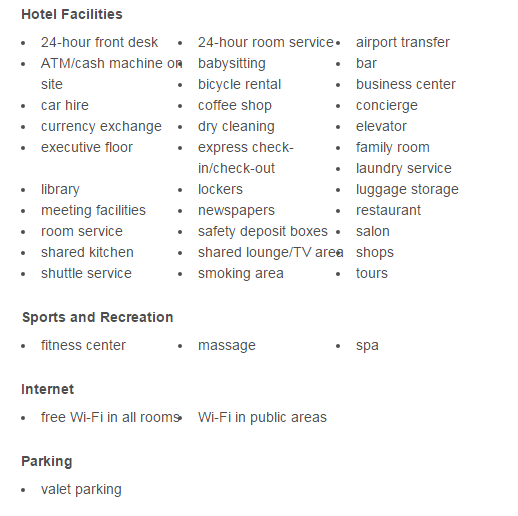 Hotel Facilities
24-hour front desk 24-hour room service airport transfer
ATM/cash machine on babysitting bar
site bicycle rental business center
car hire coffee shop concierge
currency exchange dry cleaning elevator
executive floor express check- family room
in/check-out laundry service
library lockers luggage storage
meeting facilities newspapers restaurant
room service safety deposit boxes salon
shared kitchen shared lounge/TV area shops
shuttle service smoking area tours
Sports and Recreation
fitness center massage spa
Internet
free Wi-Fi in all rooms Wi-Fi in public areas
Parking
valet parking